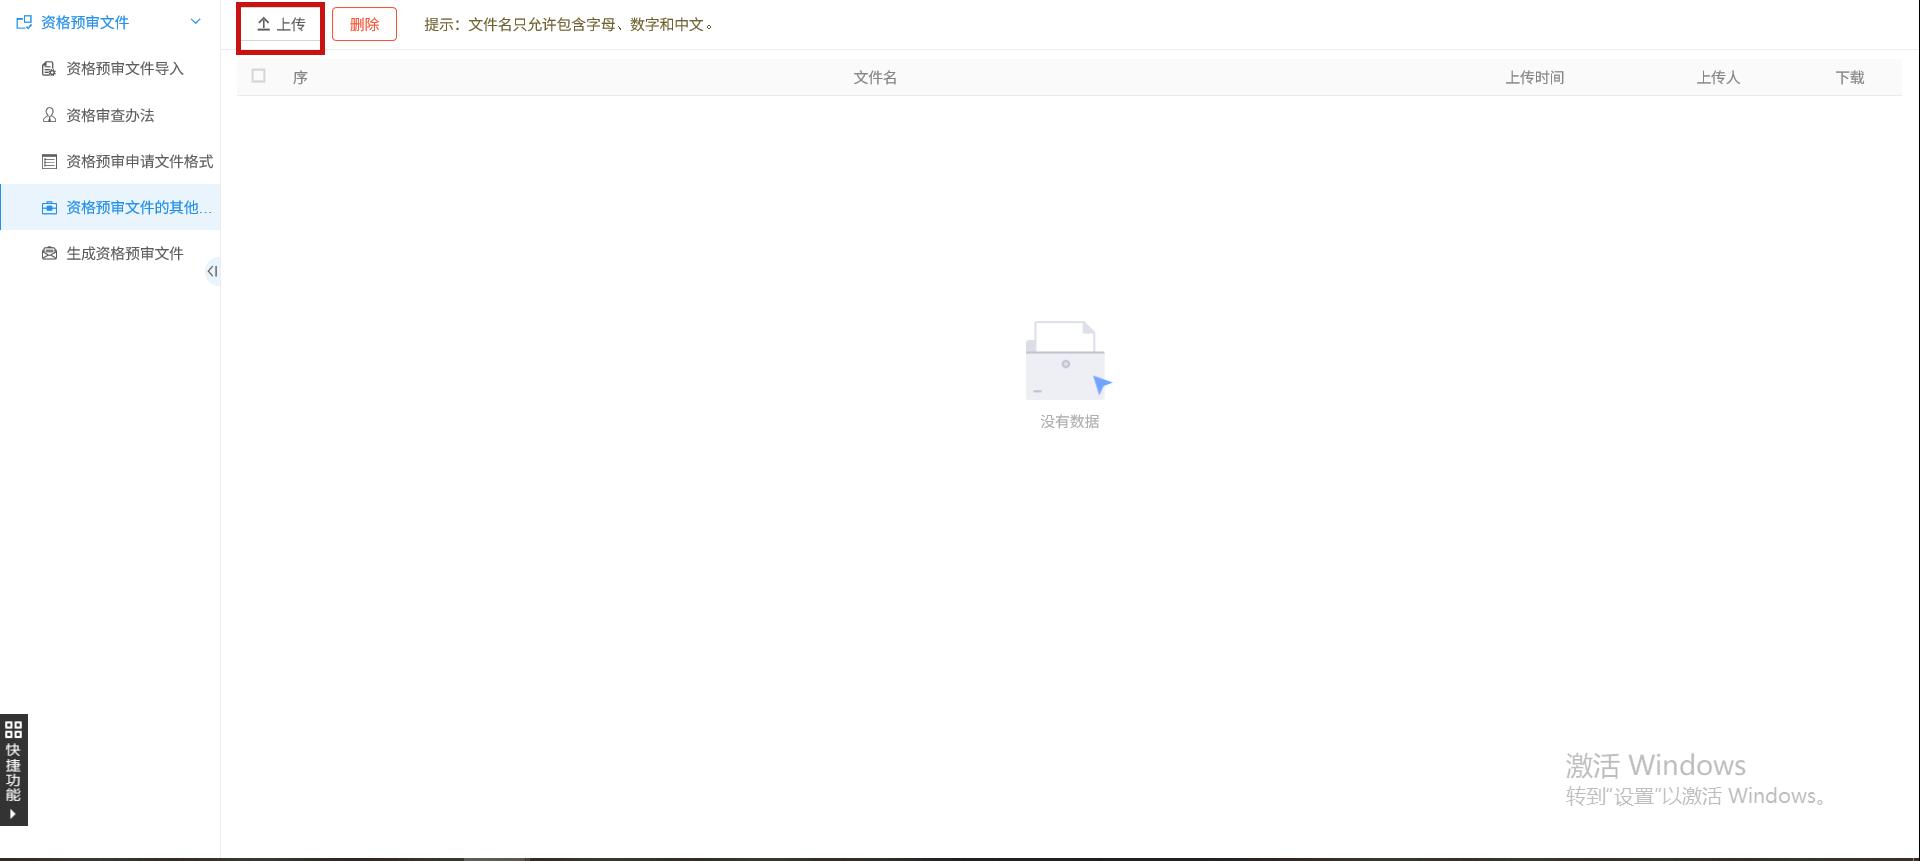 资格预审文件
资格预审文件导入
资格审查办法
资格预审申请文件格式
资格预审文件的其他...
生成资格预审文件
上传
删除
提示：文件名只允许包含字母、数字和中文。
序 文件名 上传时间 上传人 下载
没有数据
快捷功能
激活 Windows
转到"设置"以激活 Windows。